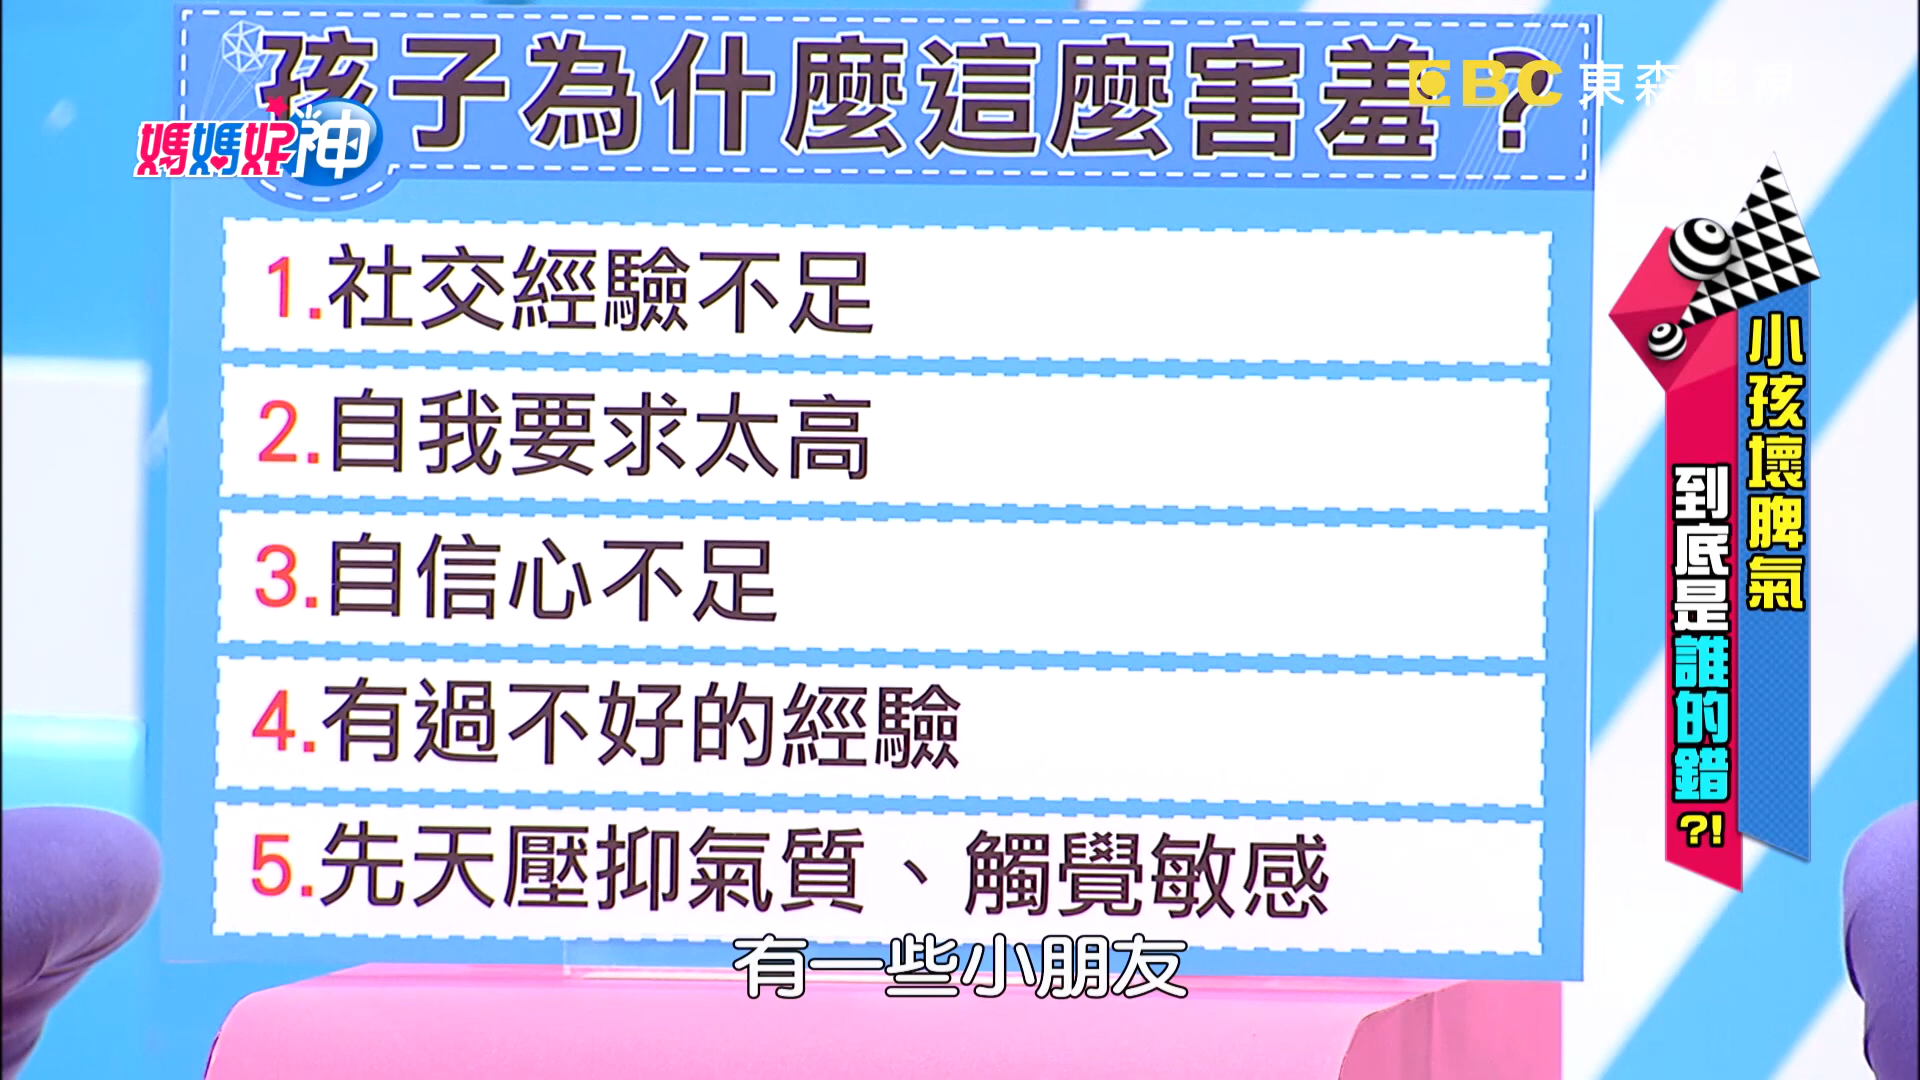 孩子為什麼這麼害羞？
EBC 東森電視
媽媽好神
1.社交經驗不足
2.自我要求太高
3.自信心不足
4.有過不好的經驗
5.先天壓抑氣質、觸覺敏感
小孩壞脾氣
到底是誰的錯?!
有一些小朋友